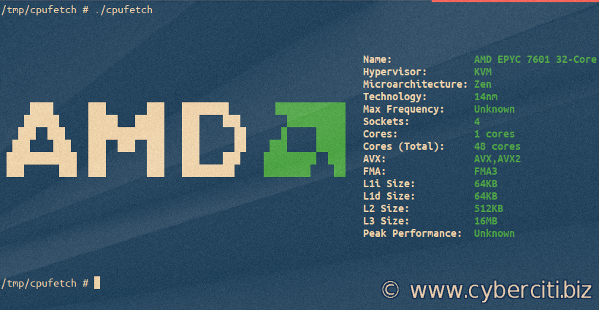 /tmp/cpufetch # ./cpufetch
Name: AMD EPYC 7601 32-Core
Hypervisor: KVM
Microarchitecture: Zen
Technology: 14nm
Max Frequency: Unknown
Sockets: 4
Cores: 1 cores
Cores (Total): 48 cores
AVX: AVX,AVX2
FMA: FMA3
L1i Size: 64KB
L1d Size: 64KB
L2 Size: 512KB
L3 Size: 16MB
Peak Performance: Unknown
AMD
/tmp/cpufetch #
© www.cyberciti.biz